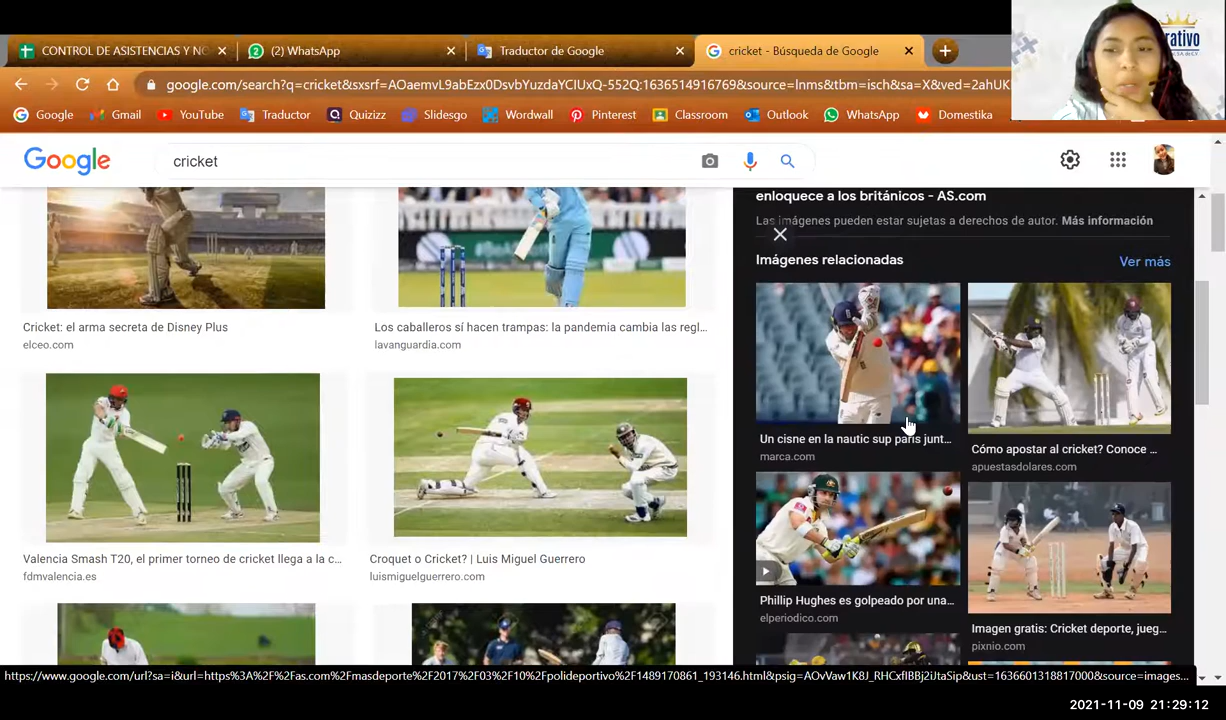 CONTROL DE ASISTENCIAS Y NO
(2) WhatsApp
Traductor de Google
cricket - Búsqueda de Google
rativo
google.com/search?q=cricket&sxsrf=AOaemvL9abEzx0DsvbYuzdaYCIUxQ-552Q:1636514916769&source=lnms&tbm=isch&sa=X&ved=2ahUK
Google
Gmail
YouTube
Traductor
Quizizz
Slidesgo
Wordwall
Pinterest
Classroom
Outlook
WhatsApp
Domestika
Google
cricket
enloquece a los británicos - AS.com
Las imágenes pueden estar sujetas a derechos de autor. Más información
Imágenes relacionadas
Ver más
Cricket: el arma secreta de Disney Plus
elceo.com
Los caballeros sí hacen trampas: la pandemia cambia las regl...
lavanguardia.com
Un cisne en la nautic sup paris junt...
marca.com
Cómo apostar al cricket? Conoce ...
apuestasdolares.com
Valencia Smash T20, el primer torneo de cricket llega a la c...
fdmvalencia.es
Croquet o Cricket? | Luis Miguel Guerrero
luismiguelguerrero.com
Phillip Hughes es golpeado por una...
elperiodico.com
Imagen gratis: Cricket deporte, jueg...
pixnio.com
https://www.google.com/url?sa=i&url=https%3A%2F%2Fas.com%2Fmasdeporte%2F2017%2F03%2F10%2Fpolideportivo%2F1489170861_193146.html&psig=AOvVaw1K8J_RHCxfIBBj2iJtaSip&ust=1636601318817000&source=images...
2021-11-09 21:29:12